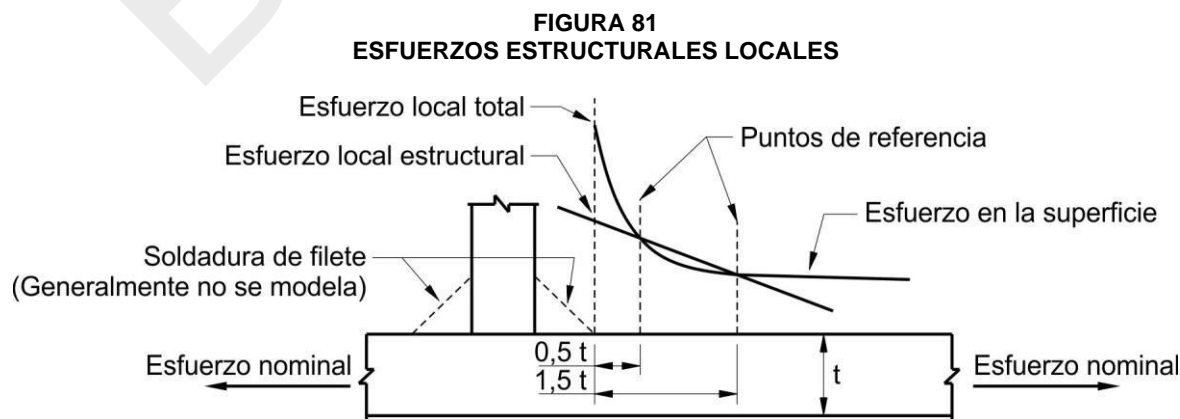 FIGURA 81
ESFUERZOS ESTRUCTURALES LOCALES
Esfuerzo local total
Puntos de referencia
Esfuerzo local estructural
Esfuerzo en la superficie
Soldadura de filete
(Generalmente no se modela)
0,5 t
Esfuerzo nominal
1,5 t
t
Esfuerzo nominal